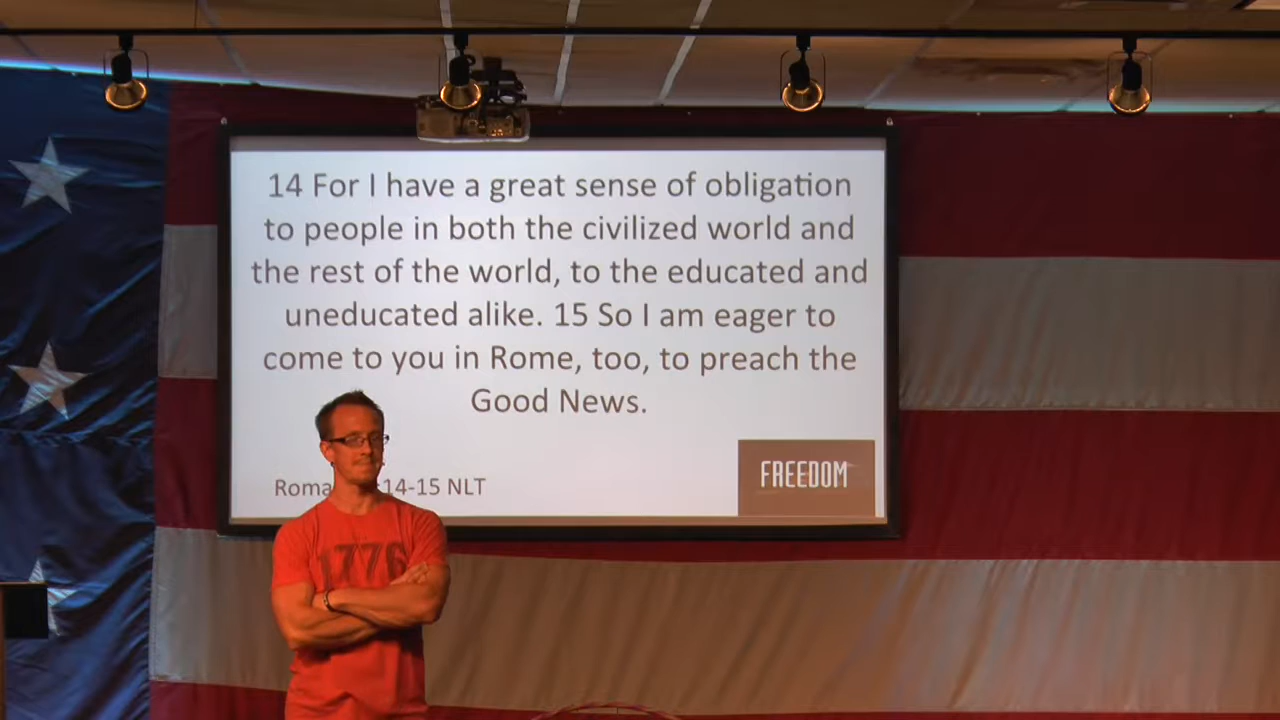 14 For I have a great sense of obligation
to people in both the civilized world and
the rest of the world, to the educated and
uneducated alike. 15 So I am eager to
come to you in Rome, too, to preach the
Good News.
14-15 NLT
FREEDOM
1776